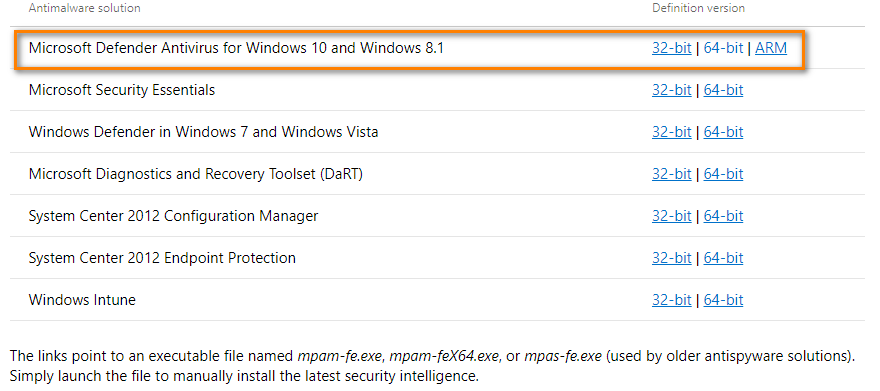 Antimalware solution Definition version
Microsoft Defender Antivirus for Windows 10 and Windows 8.1 32-bit | 64-bit | ARM
Microsoft Security Essentials 32-bit | 64-bit
Windows Defender in Windows 7 and Windows Vista 32-bit | 64-bit
Microsoft Diagnostics and Recovery Toolset (DaRT) 32-bit | 64-bit
System Center 2012 Configuration Manager 32-bit | 64-bit
System Center 2012 Endpoint Protection 32-bit | 64-bit
Windows Intune 32-bit | 64-bit
The links point to an executable file named mpam-fe.exe, mpam-feX64.exe, or mpas-fe.exe (used by older antispyware solutions).
Simply launch the file to manually install the latest security intelligence.